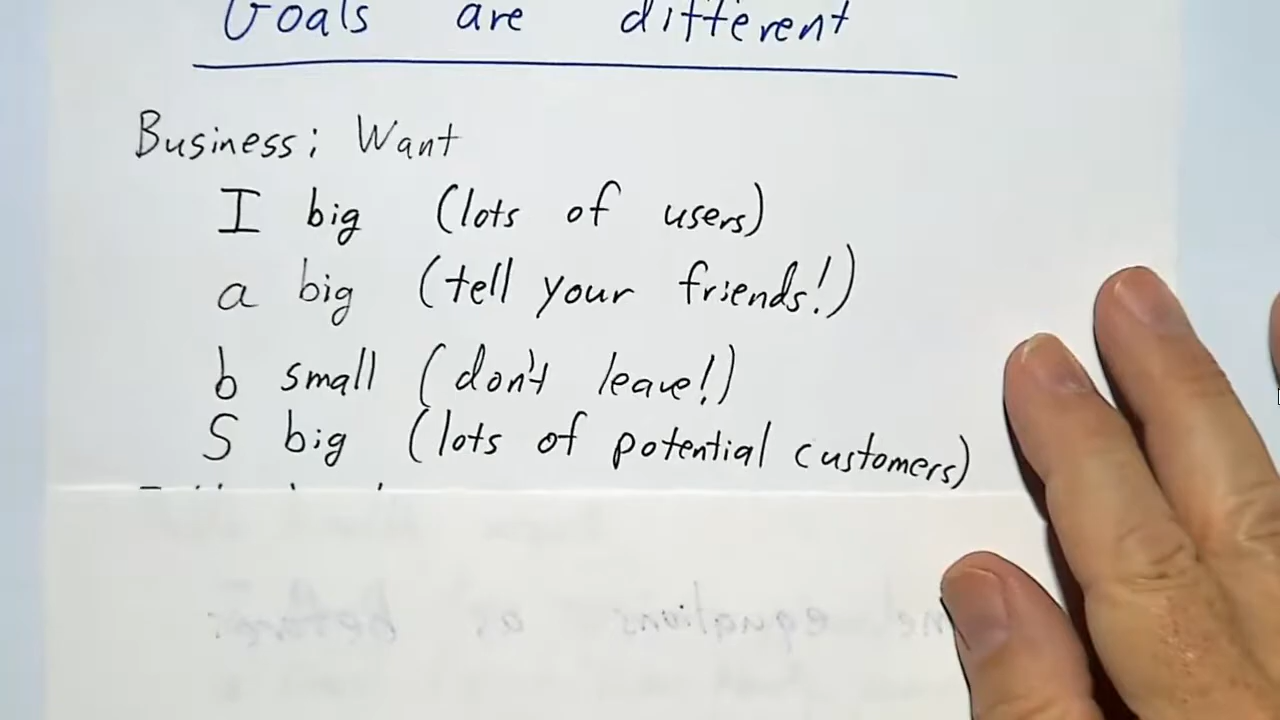 Goals are different
Business; Want
I big (lots of users)
a big (tell your friends!)
b small (don't leave!)
S big (lots of potential customers)